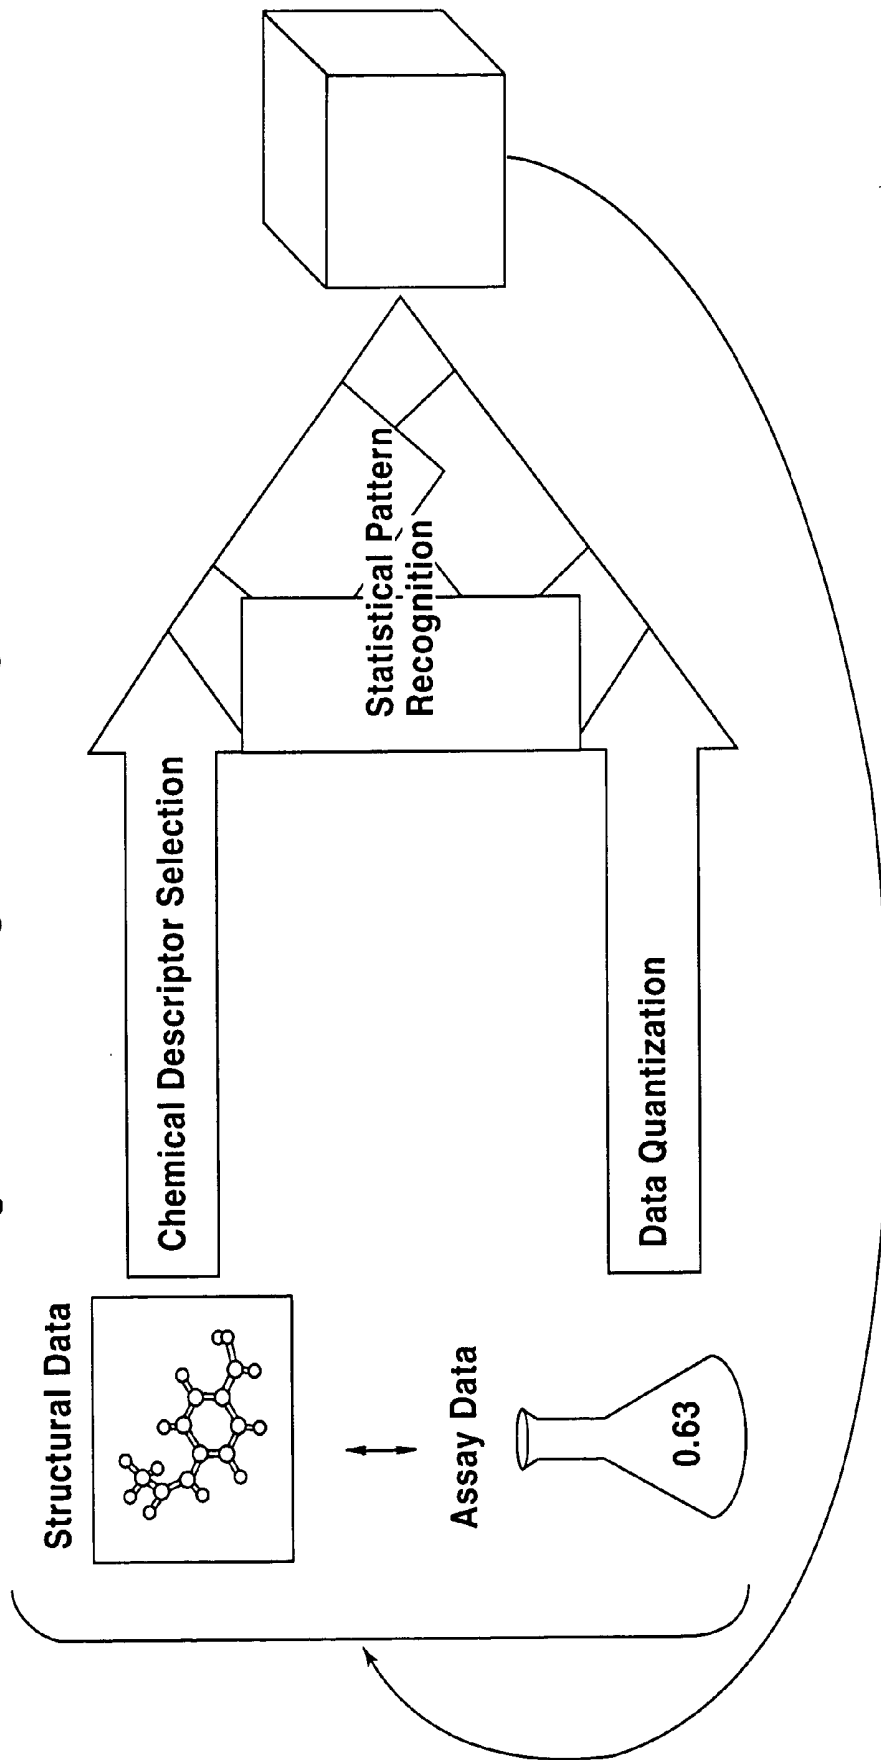 Structural Data
Chemical Descriptor Selection
Statistical Pattern
Recognition
Assay Data
0.63
Data Quantization